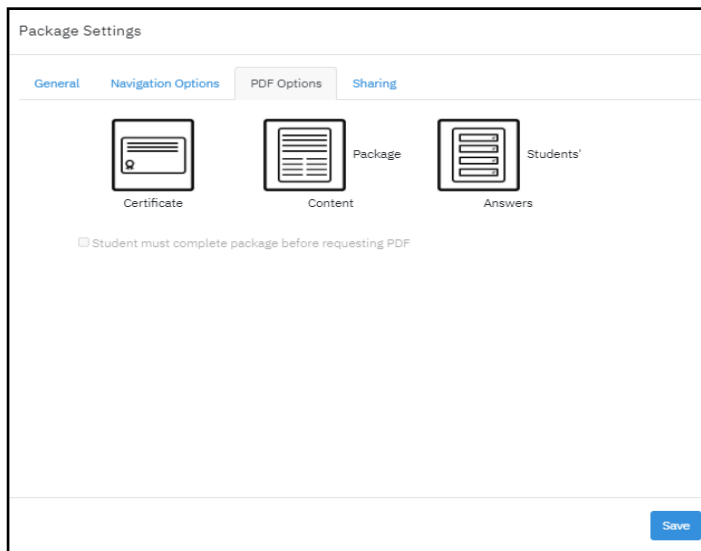 Package Settings
General Navigation Options PDF Options Sharing
Package Students'
Certificate Content Answers
Student must complete package before requesting PDF
Save